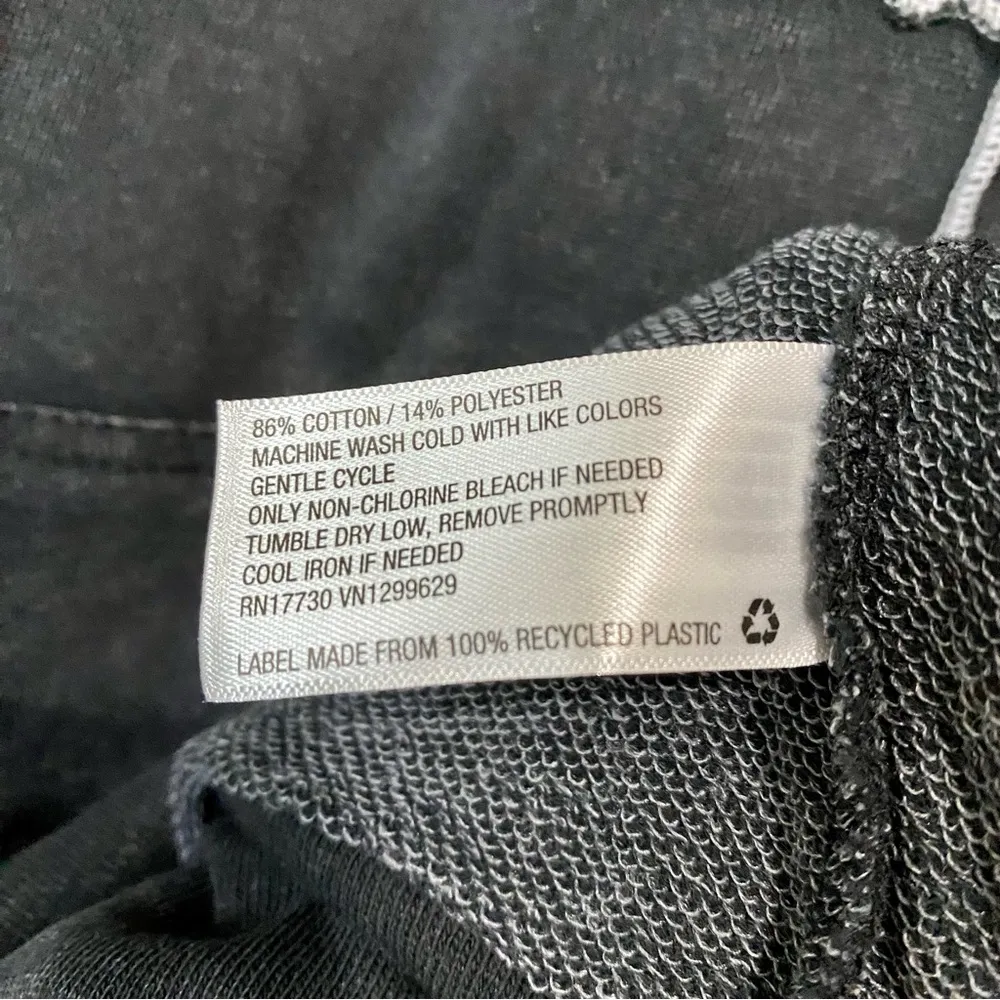 86% COTTON / 14% POLYESTER
MACHINE WASH COLD WITH LIKE COLORS
GENTLE CYCLE
ONLY NON-CHLORINE BLEACH IF NEEDED
TUMBLE DRY LOW, REMOVE PROMPTLY
COOL IRON IF NEEDED
RN17730 VN1299629
LABEL MADE FROM 100% RECYCLED PLASTIC